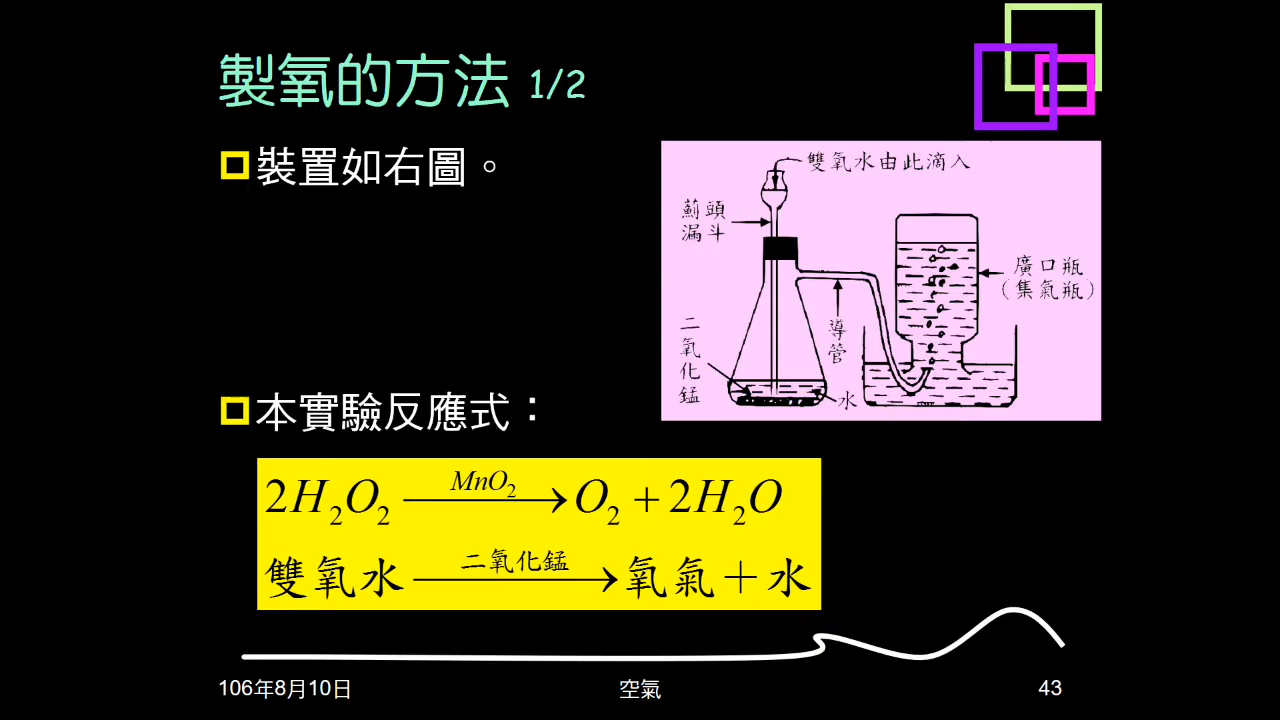 製氧的方法 1/2
裝置如右圖。
雙氧水由此滴入
薊頭
漏斗
廣口瓶
(集氣瓶)
導管
二氧化錳
水
本實驗反應式：
2H₂O₂ —MnO₂→ O₂ + 2H₂O
雙氧水 —二氧化錳→ 氧氣＋水
106年8月10日
空氣
43